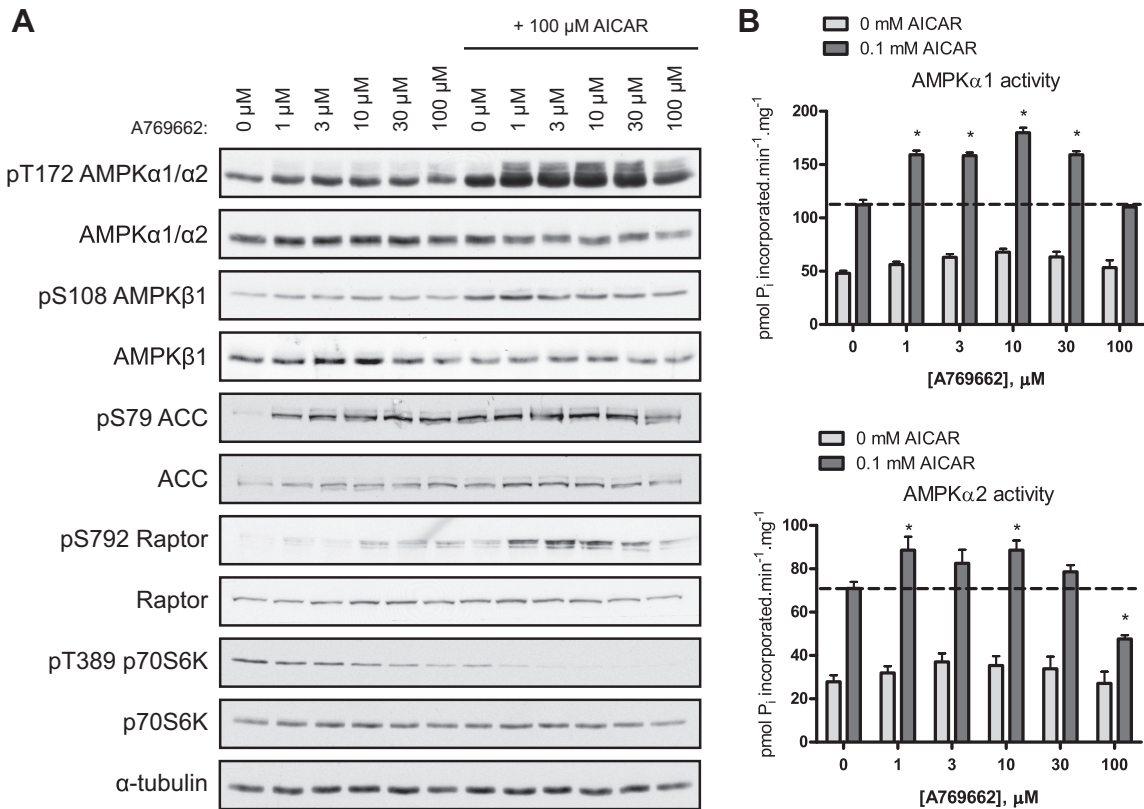 A
+ 100 µM AICAR
A769662: 0 µM 1 µM 3 µM 10 µM 30 µM 100 µM 0 µM 1 µM 3 µM 10 µM 30 µM 100 µM
pT172 AMPKα1/α2
AMPKα1/α2
pS108 AMPKβ1
AMPKβ1
pS79 ACC
ACC
pS792 Raptor
Raptor
pT389 p70S6K
p70S6K
α-tubulin
B
0 mM AICAR
0.1 mM AICAR
AMPKα1 activity
pmol Pi incorporated.min-1.mg-1
200
150
100
50
0
* * * *
0 1 3 10 30 100
[A769662], µM
0 mM AICAR
0.1 mM AICAR
AMPKα2 activity
pmol Pi incorporated.min-1.mg-1
100
80
60
40
20
0
* * *
0 1 3 10 30 100
[A769662], µM